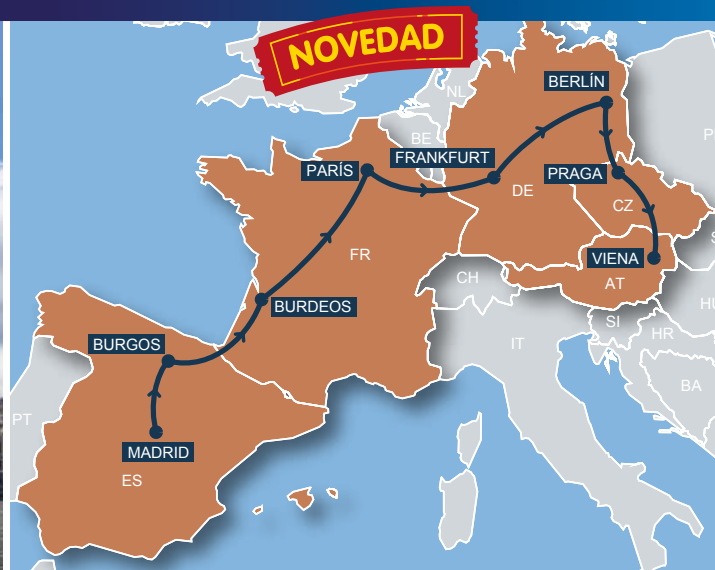 NOVEDAD
BERLÍN
NL
BE
FRANKFURT
PARÍS
PRAGA
DE
CZ
FR
VIENA
CH
AT
BURDEOS
SI
HR
HU
BURGOS
IT
BA
PT
MADRID
ES